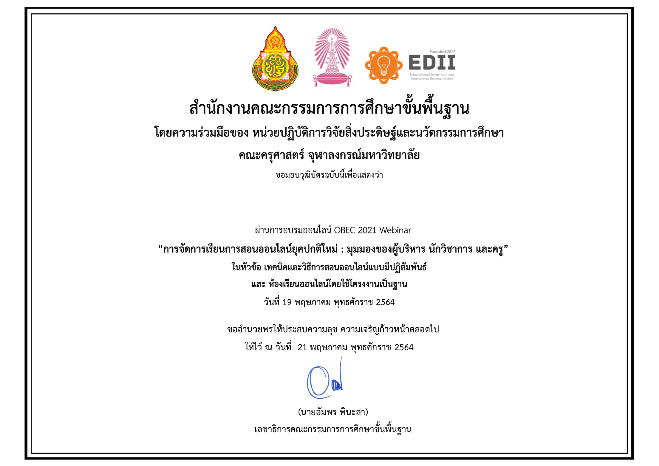 EDII
สำนักงานคณะกรรมการการศึกษาขั้นพื้นฐาน
โดยความร่วมมือของ หน่วยปฏิบัติการวิจัยสิ่งประดิษฐ์และนวัตกรรมการศึกษา
คณะครุศาสตร์ จุฬาลงกรณ์มหาวิทยาลัย
ขอมอบวุฒิบัตรฉบับนี้เพื่อแสดงว่า
ผ่านการอบรมออนไลน์ OBEC 2021 Webinar
“การจัดการเรียนการสอนออนไลน์ยุคปกติใหม่ : มุมมองของผู้บริหาร นักวิชาการ และครู”
ในหัวข้อ เทคนิคและวิธีการสอนออนไลน์แบบมีปฏิสัมพันธ์
และ ห้องเรียนออนไลน์โดยใช้โครงงานเป็นฐาน
วันที่ 19 พฤษภาคม พุทธศักราช 2564
ขออำนวยพรให้ประสบความสุข ความเจริญก้าวหน้าตลอดไป
ให้ไว้ ณ วันที่ 21 พฤษภาคม พุทธศักราช 2564
(นายอัมพร พินะสา)
เลขาธิการคณะกรรมการการศึกษาขั้นพื้นฐาน